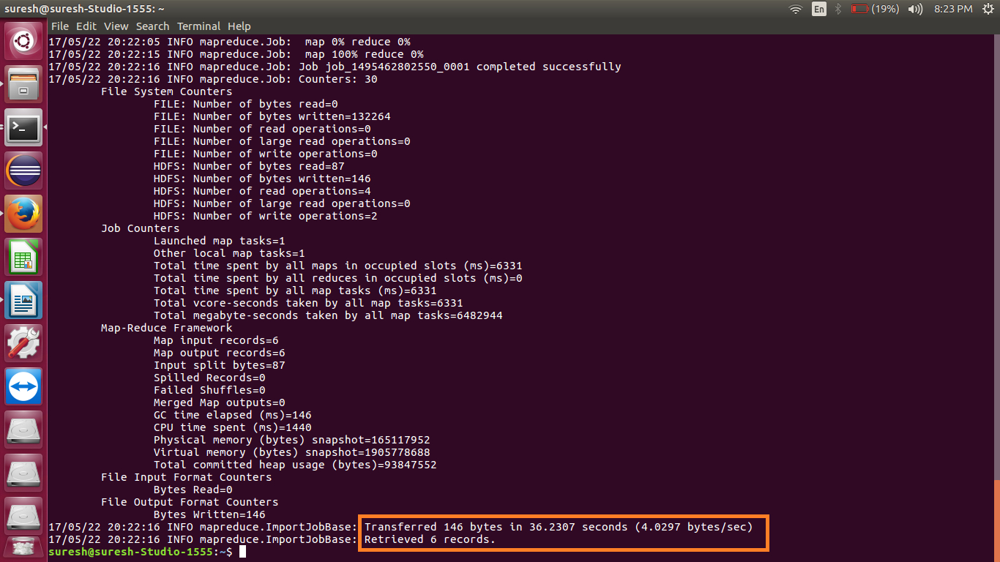 suresh@suresh-Studio-1555: ~
En (19%) 8:23 PM
File Edit View Search Terminal Help
17/05/22 20:22:05 INFO mapreduce.Job:  map 0% reduce 0%
17/05/22 20:22:15 INFO mapreduce.Job:  map 100% reduce 0%
17/05/22 20:22:16 INFO mapreduce.Job: Job job_1495462802550_0001 completed successfully
17/05/22 20:22:16 INFO mapreduce.Job: Counters: 30
File System Counters
FILE: Number of bytes read=0
FILE: Number of bytes written=132264
FILE: Number of read operations=0
FILE: Number of large read operations=0
FILE: Number of write operations=0
HDFS: Number of bytes read=87
HDFS: Number of bytes written=146
HDFS: Number of read operations=4
HDFS: Number of large read operations=0
HDFS: Number of write operations=2
Job Counters
Launched map tasks=1
Other local map tasks=1
Total time spent by all maps in occupied slots (ms)=6331
Total time spent by all reduces in occupied slots (ms)=0
Total time spent by all map tasks (ms)=6331
Total vcore-seconds taken by all map tasks=6331
Total megabyte-seconds taken by all map tasks=6482944
Map-Reduce Framework
Map input records=6
Map output records=6
Input split bytes=87
Spilled Records=0
Failed Shuffles=0
Merged Map outputs=0
GC time elapsed (ms)=146
CPU time spent (ms)=1440
Physical memory (bytes) snapshot=165117952
Virtual memory (bytes) snapshot=1905778688
Total committed heap usage (bytes)=93847552
File Input Format Counters
Bytes Read=0
File Output Format Counters
Bytes Written=146
17/05/22 20:22:16 INFO mapreduce.ImportJobBase: Transferred 146 bytes in 36.2307 seconds (4.0297 bytes/sec)
17/05/22 20:22:16 INFO mapreduce.ImportJobBase: Retrieved 6 records.
suresh@suresh-Studio-1555:~$